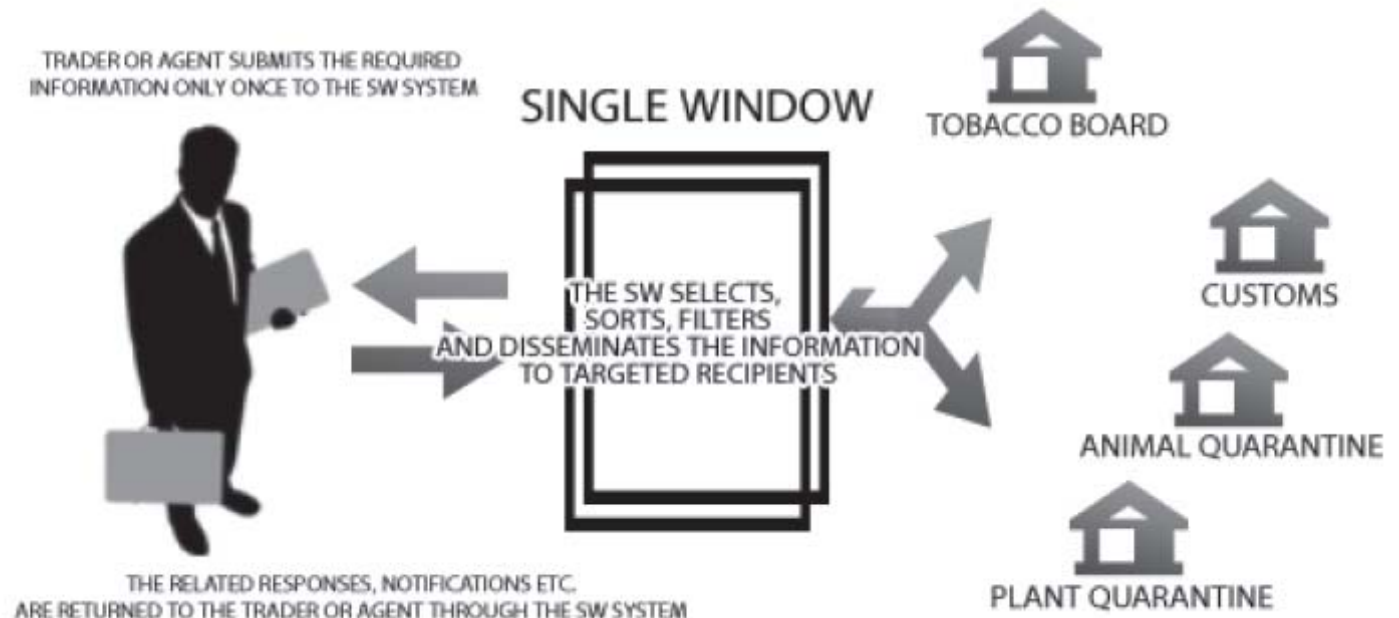 TRADER OR AGENT SUBMITS THE REQUIRED
INFORMATION ONLY ONCE TO THE SW SYSTEM
SINGLE WINDOW
THE SW SELECTS,
SORTS, FILTERS
AND DISSEMINATES THE INFORMATION
TO TARGETED RECIPIENTS
TOBACCO BOARD
CUSTOMS
ANIMAL QUARANTINE
PLANT QUARANTINE
THE RELATED RESPONSES, NOTIFICATIONS ETC.
ARE RETURNED TO THE TRADER OR AGENT THROUGH THE SW SYSTEM